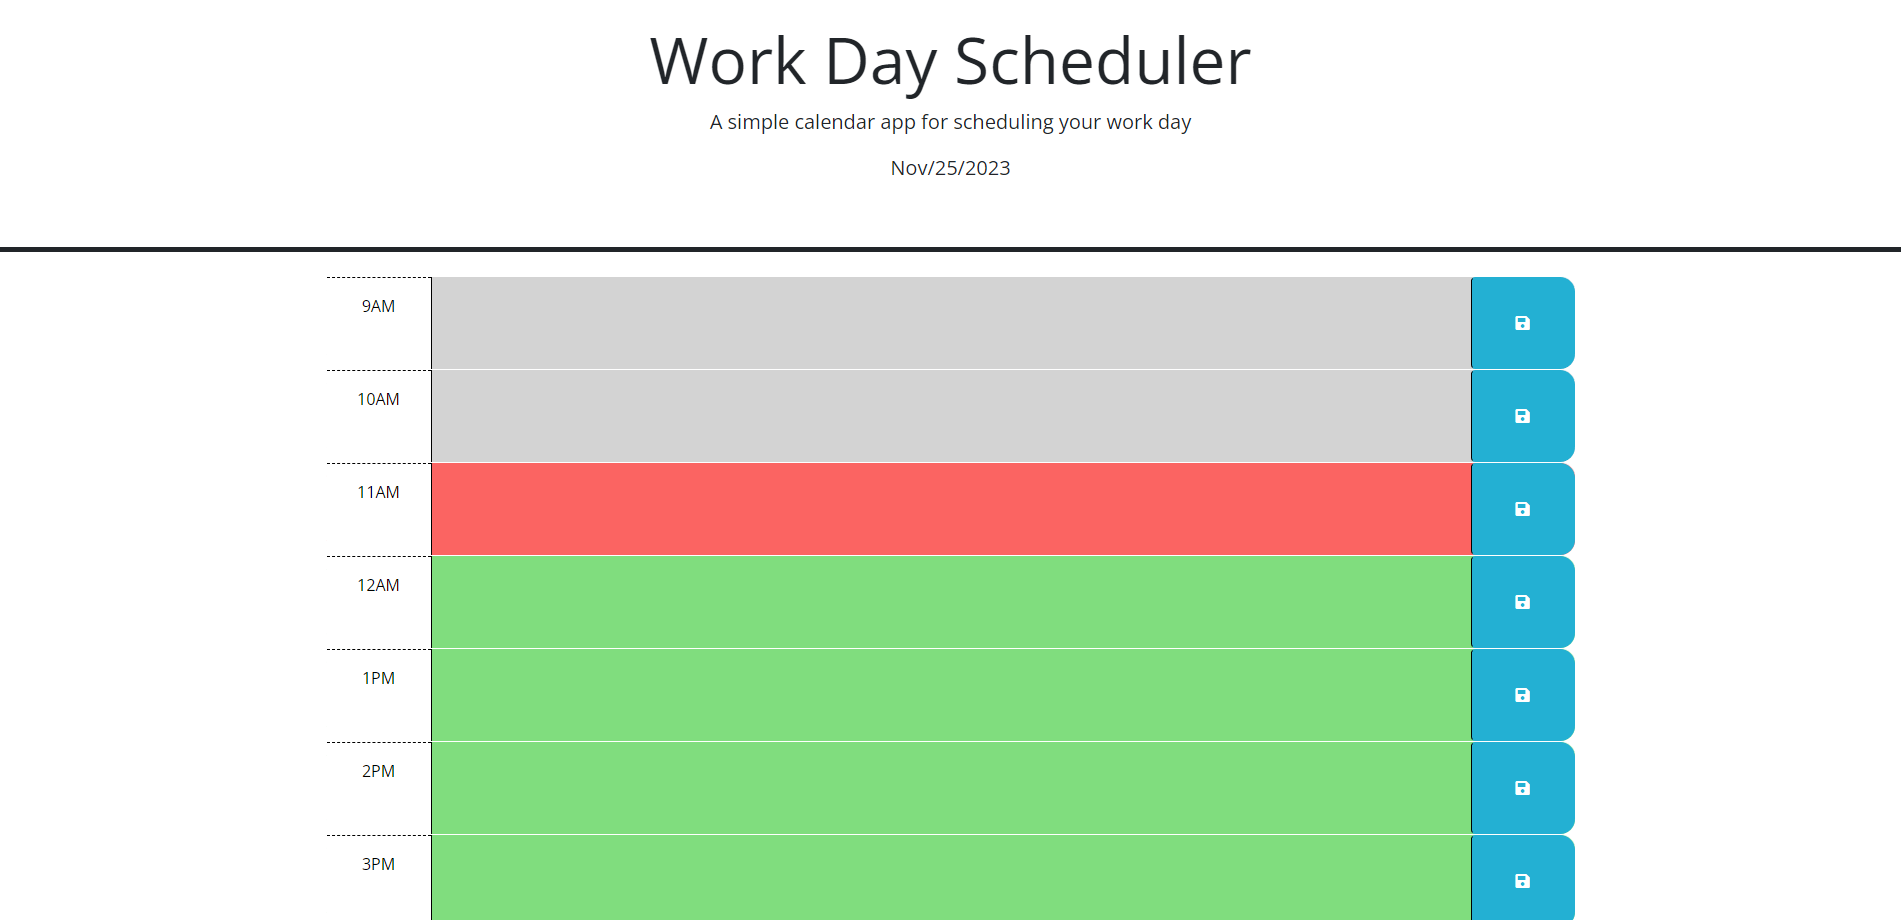 Work Day Scheduler
A simple calendar app for scheduling your work day
Nov/25/2023
9AM
10AM
11AM
12AM
1PM
2PM
3PM